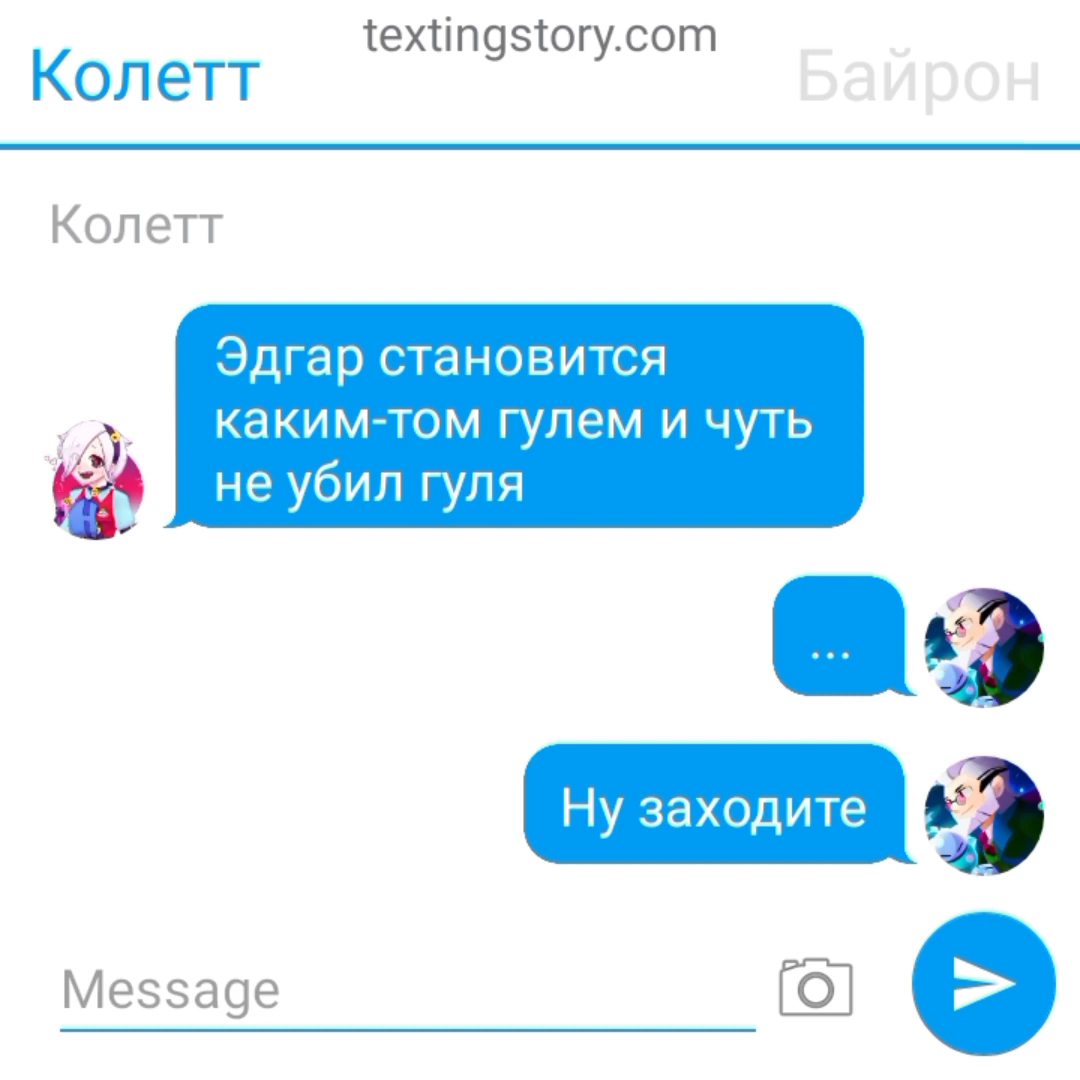 textingstory.com
Колетт
Байрон
Колетт
Эдгар становится
каким-том гулем и чуть
не убил гуля
...
Ну заходите
Message